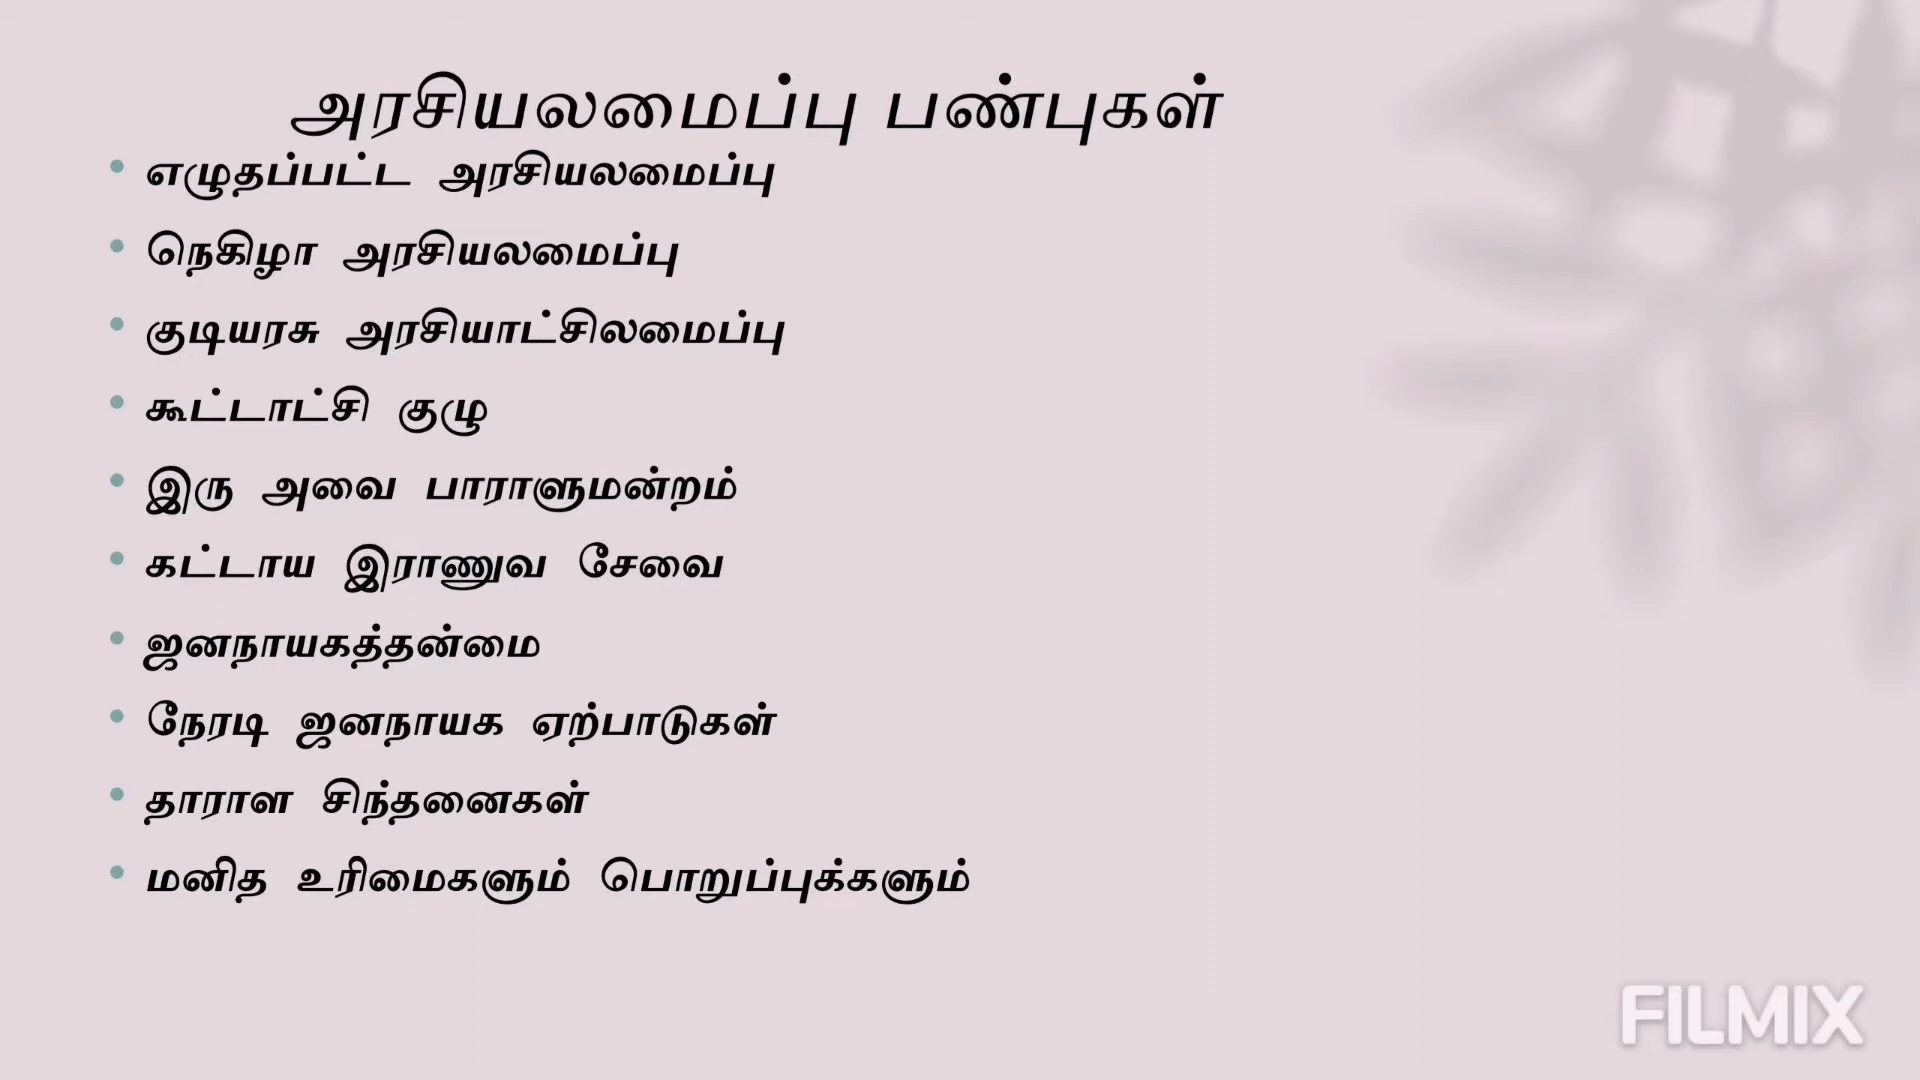 அரசியலமைப்பு பண்புகள்
எழுதப்பட்ட அரசியலமைப்பு
நெகிழா அரசியலமைப்பு
குடியரசு அரசியாட்சிலமைப்பு
கூட்டாட்சி குழு
இரு அவை பாராளுமன்றம்
கட்டாய இராணுவ சேவை
ஜனநாயகத்தன்மை
நேரடி ஜனநாயக ஏற்பாடுகள்
தாராள சிந்தனைகள்
மனித உரிமைகளும் பொறுப்புக்களும்
FILMIX